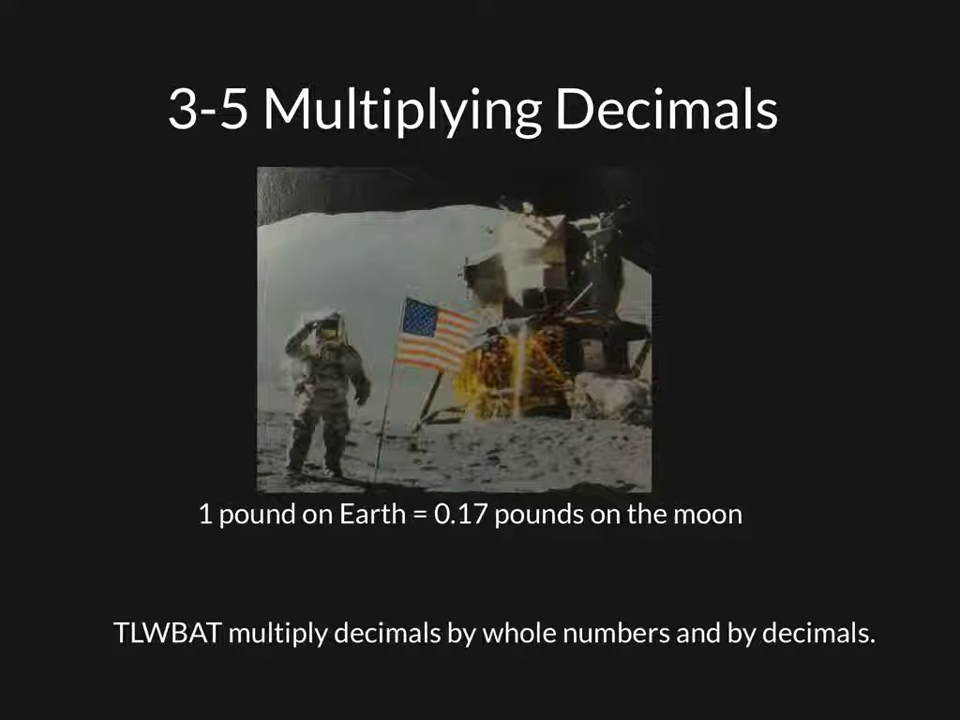 3-5 Multiplying Decimals
1 pound on Earth = 0.17 pounds on the moon
TLWBAT multiply decimals by whole numbers and by decimals.